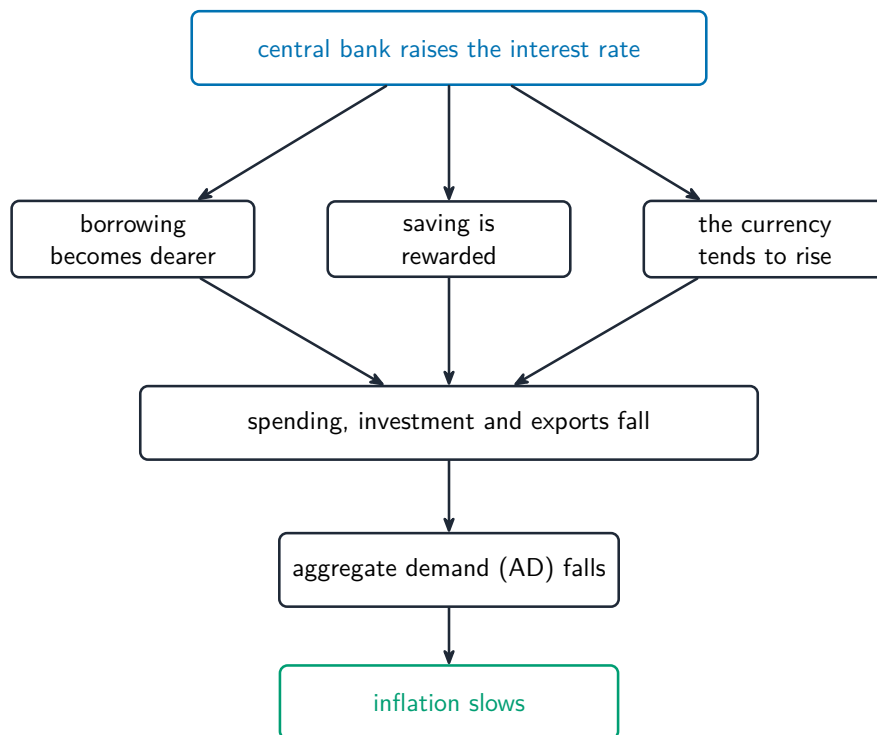 central bank raises the interest rate
borrowing
becomes dearer
saving is
rewarded
the currency
tends to rise
spending, investment and exports fall
aggregate demand (AD) falls
inflation slows